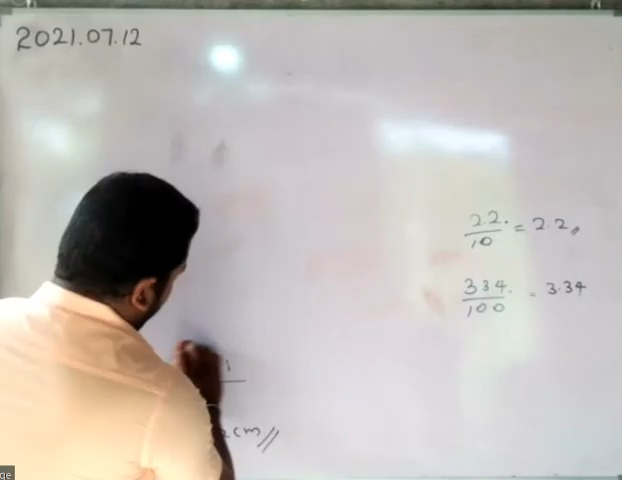 2021.07.12
22. / 10 = 2.2 //
334. / 100 = 3.34
cm //